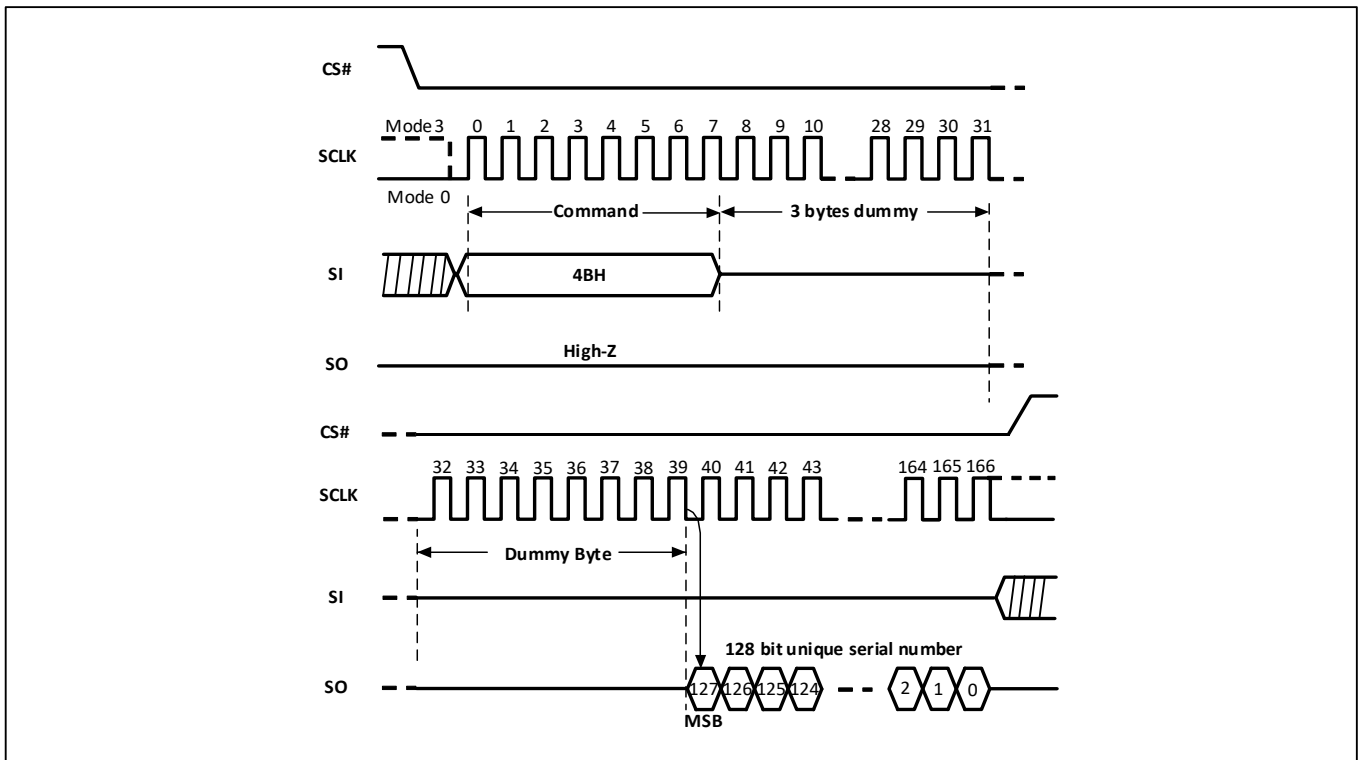 CS#
Mode 3 0 1 2 3 4 5 6 7 8 9 10 28 29 30 31
SCLK
Mode 0
Command 3 bytes dummy
SI 4BH
High-Z
SO
CS#
32 33 34 35 36 37 38 39 40 41 42 43 164 165 166
SCLK
Dummy Byte
SI
128 bit unique serial number
SO 127 126 125 124 2 1 0
MSB